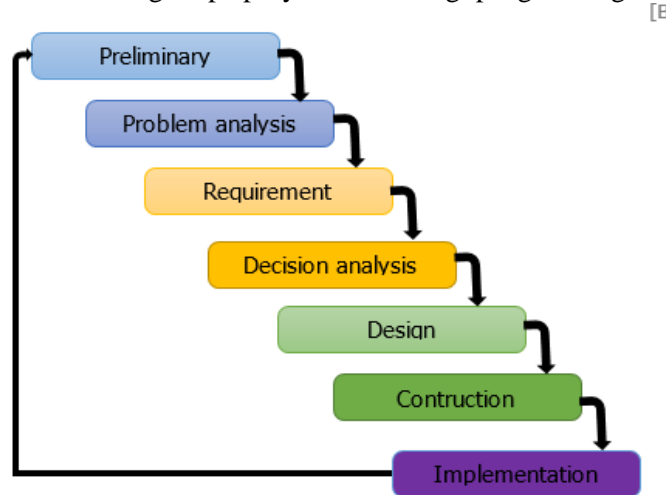 [B
Preliminary
Problem analysis
Requirement
Decision analysis
Design
Contruction
Implementation